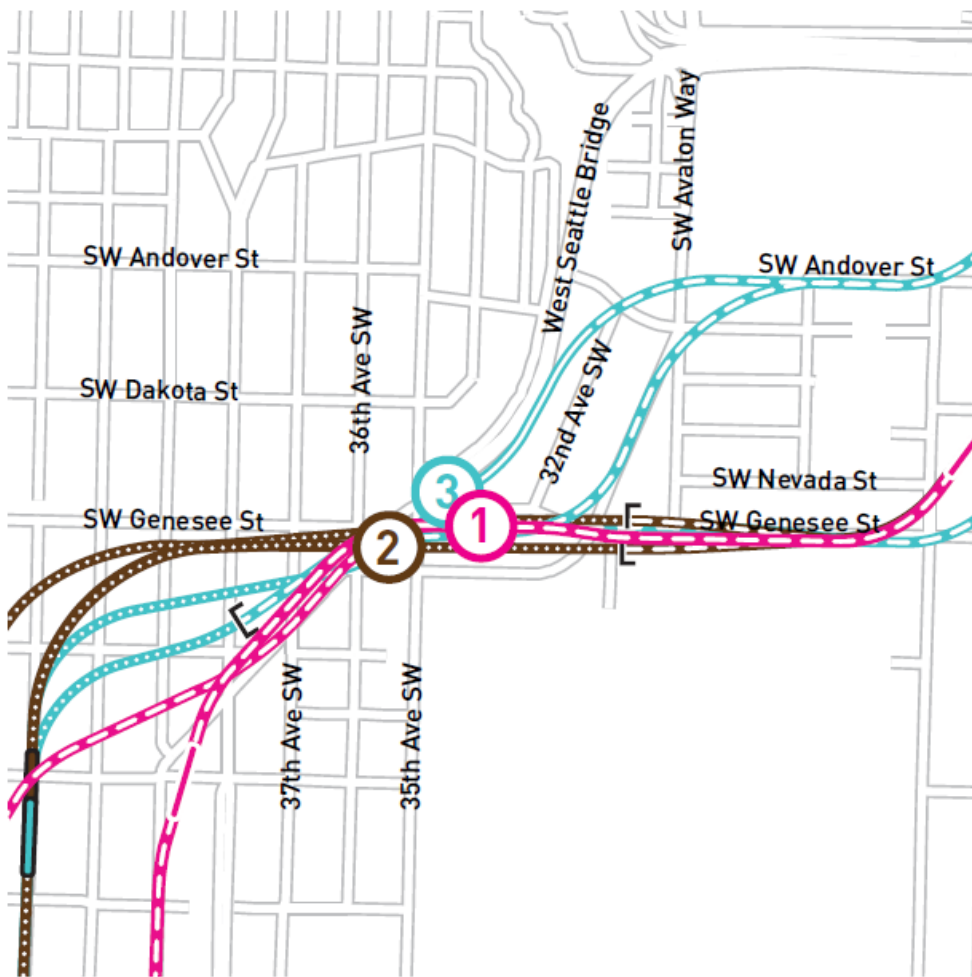 West Seattle Bridge
SW Avalon Way
SW Andover St
SW Andover St
36th Ave SW
32nd Ave SW
SW Dakota St
3
SW Nevada St
1
SW Genesee St
SW Genesee St
2
37th Ave SW
35th Ave SW